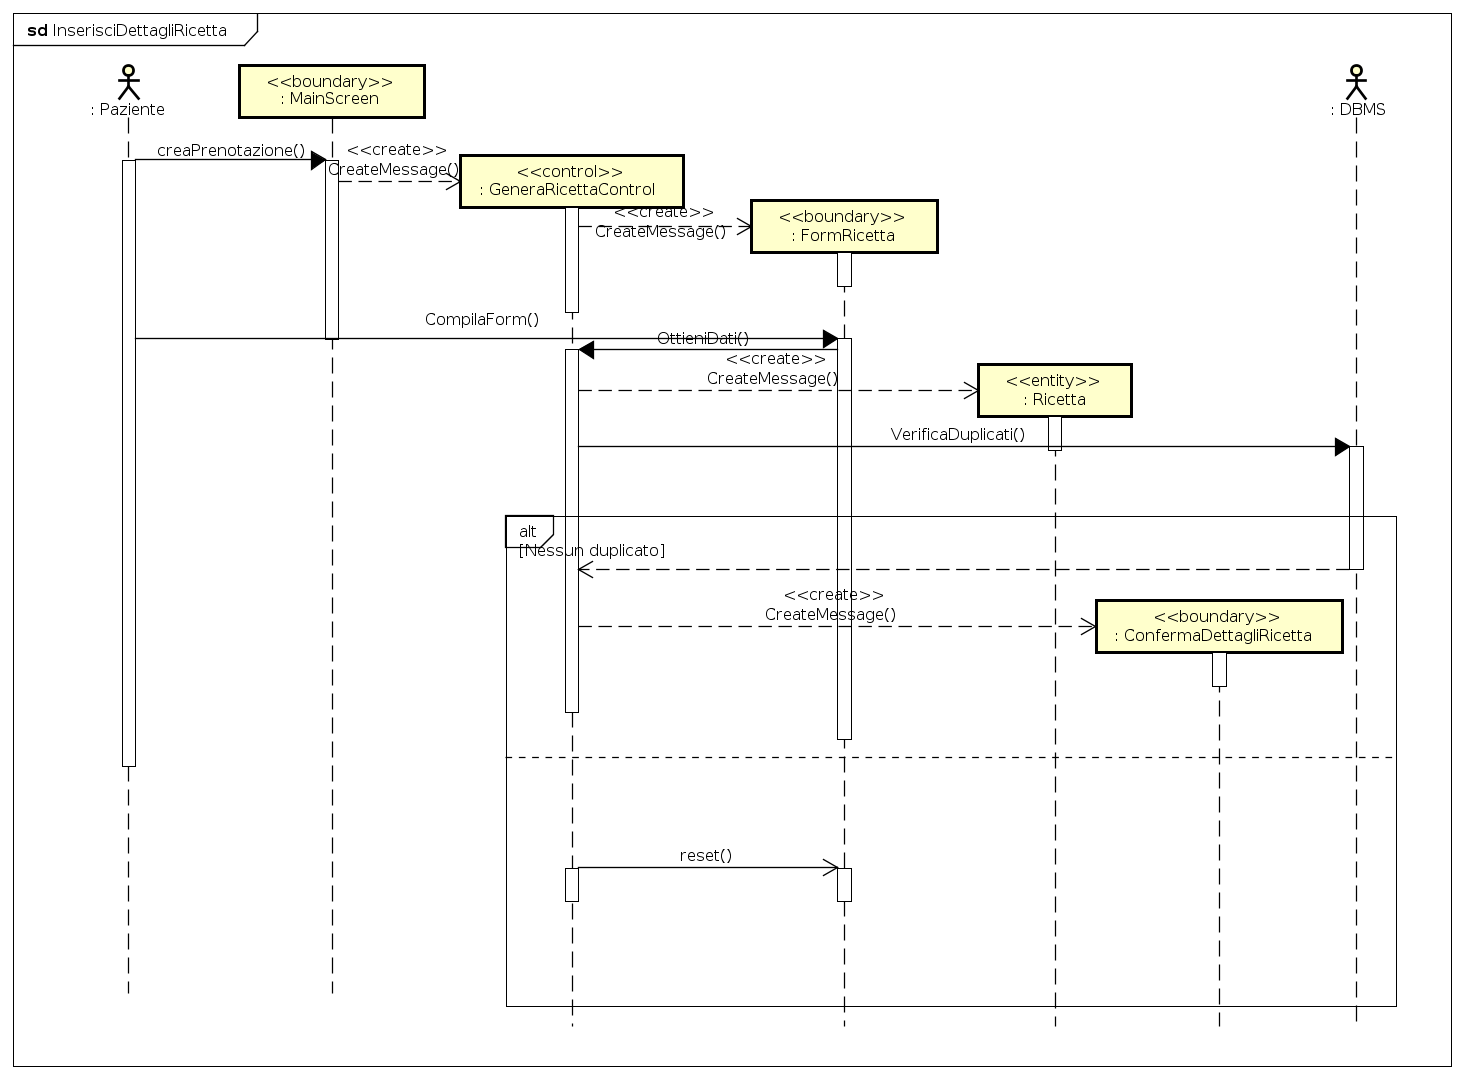 sd InserisciDettagliRicetta
: Paziente
<<boundary>>
: MainScreen
: DBMS
creaPrenotazione()
<<create>>
CreateMessage()
<<control>>
: GeneraRicettaControl
<<create>>
CreateMessage()
<<boundary>>
: FormRicetta
CompilaForm()
OttieniDati()
<<create>>
CreateMessage()
<<entity>>
: Ricetta
VerificaDuplicati()
alt
[Nessun duplicato]
<<create>>
CreateMessage()
<<boundary>>
: ConfermaDettagliRicetta
reset()